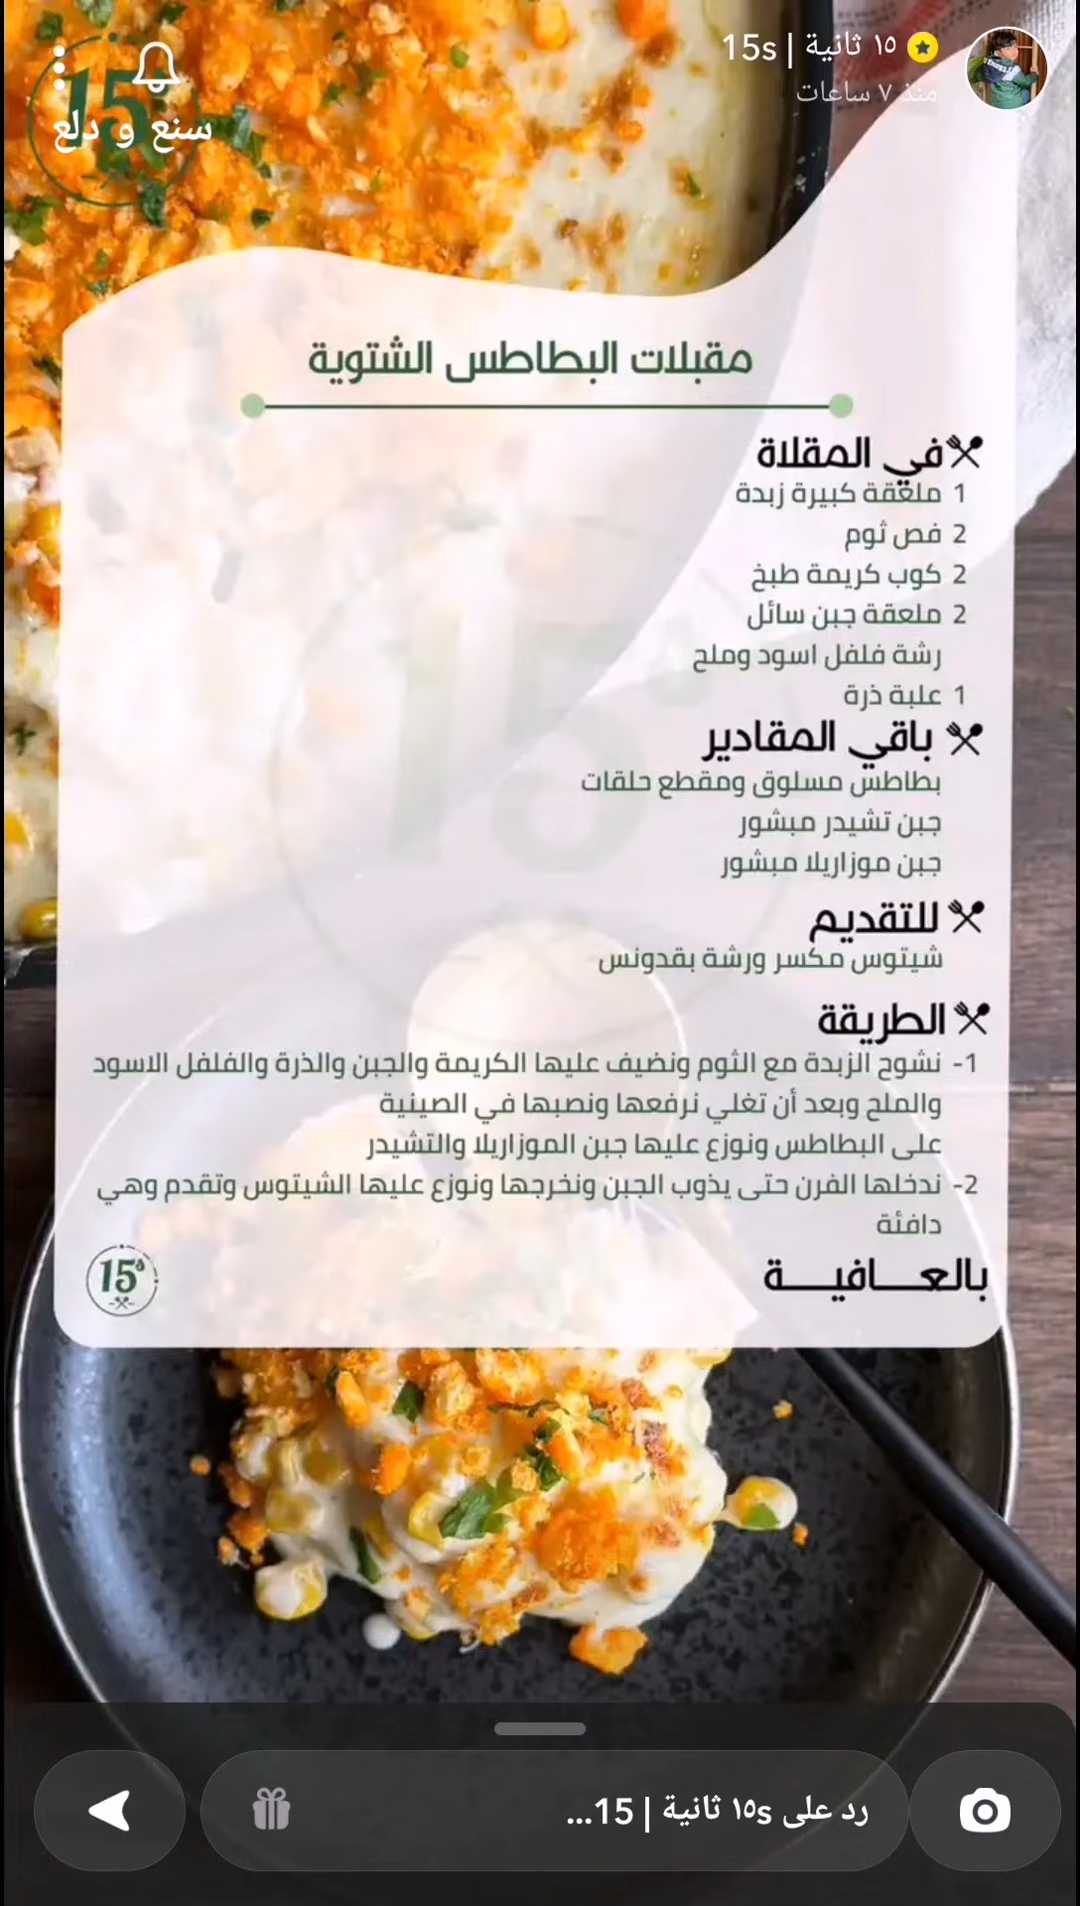 ١٥ ثانية | 15s
منذ ٧ ساعات
15
سنع و دلع
مقبلات البطاطس الشتوية
في المقلاة
1 ملعقة كبيرة زبدة
2 فص ثوم
2 كوب كريمة طبخ
2 ملعقة جبن سائل
رشة فلفل اسود وملح
1 علبة ذرة
باقي المقادير
بطاطس مسلوق ومقطع حلقات
جبن تشيدر مبشور
جبن موزاريلا مبشور
للتقديم
شيتوس مكسر ورشة بقدونس
الطريقة
1- نشوح الزبدة مع الثوم ونضيف عليها الكريمة والجبن والذرة والفلفل الاسود
والملح وبعد أن تغلي نرفعها ونصبها في الصينية
على البطاطس ونوزع عليها جبن الموزاريلا والتشيدر
2- ندخلها الفرن حتى يذوب الجبن ونخرجها ونوزع عليها الشيتوس وتقدم وهي
دافئة
بالعـــافيـــة
15
رد على ١٥s ثانية | 15...